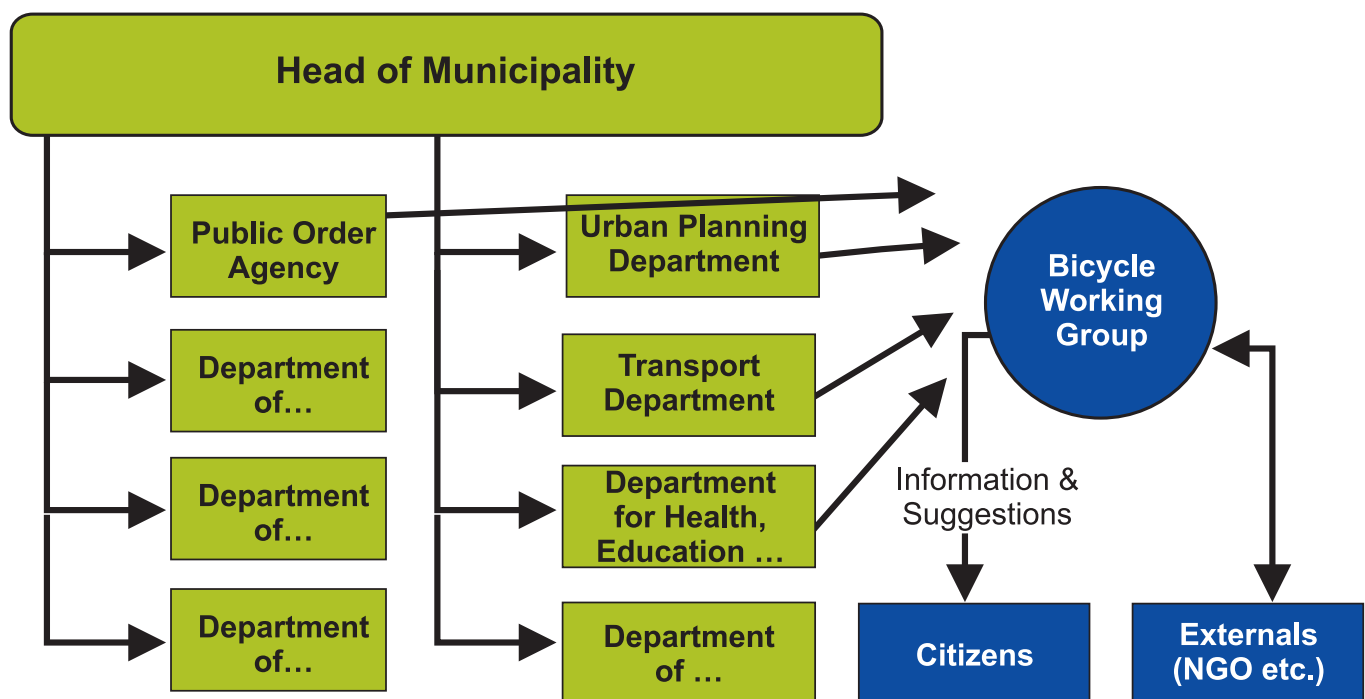 Head of Municipality
Public Order
Agency
Urban Planning
Department
Bicycle
Working
Group
Department
of…
Transport
Department
Department
of…
Department
for Health,
Education …
Information &
Suggestions
Department
of…
Department
of …
Citizens
Externals
(NGO etc.)